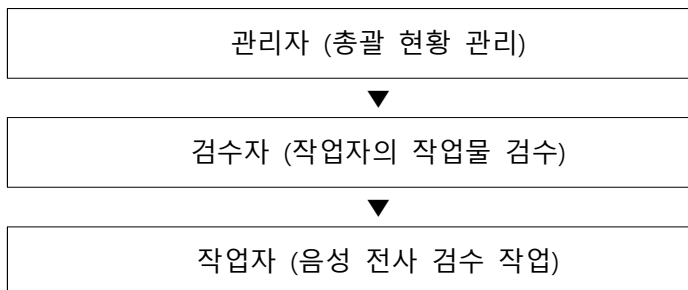 관리자 (총괄 현황 관리)
▼
검수자 (작업자의 작업물 검수)
▼
작업자 (음성 전사 검수 작업)